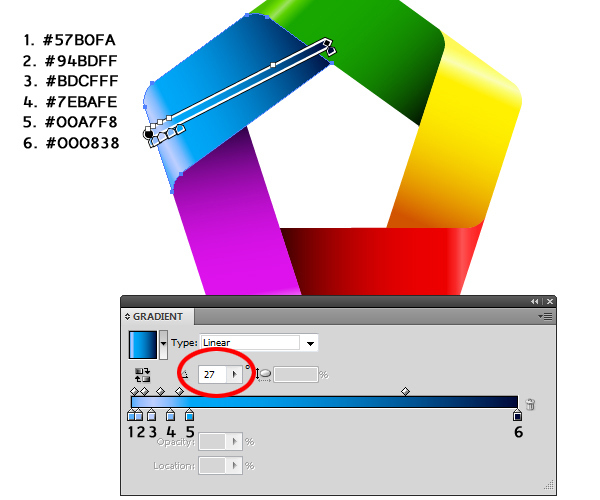 1. #57B0FA
2. #94BDFF
3. #BDCFFF
4. #7EBAFE
5. #00A7F8
6. #000838
GRADIENT
Type: Linear
27 °
%
1 2 3 4 5 6
Opacity: %
Location: %